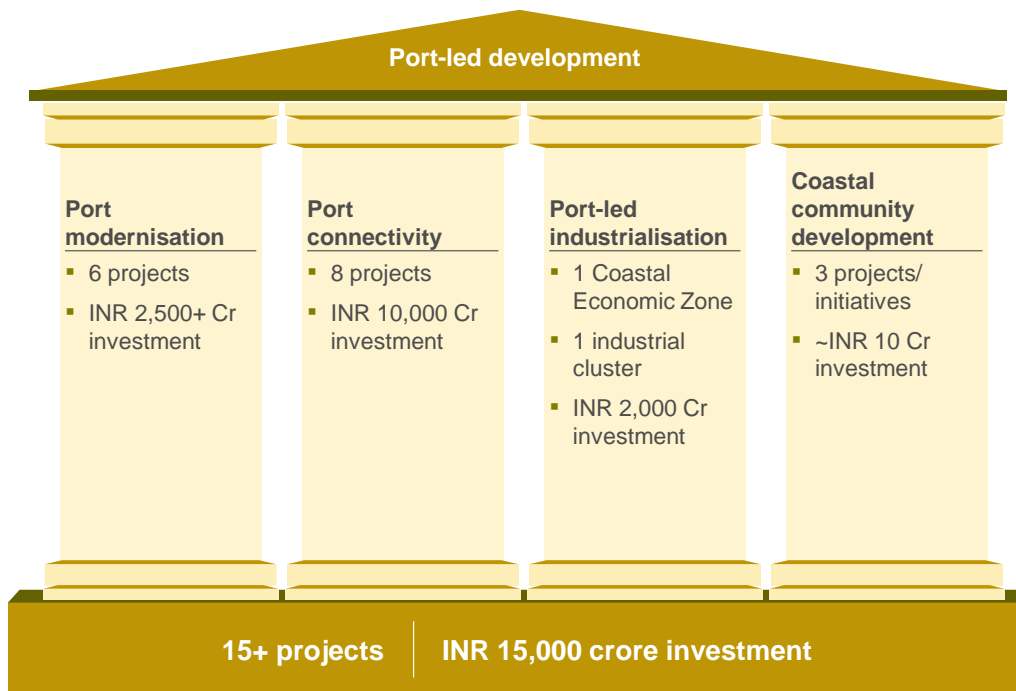 Port-led development
Port
modernisation
▪ 6 projects
▪ INR 2,500+ Cr
investment
Port
connectivity
▪ 8 projects
▪ INR 10,000 Cr
investment
Port-led
industrialisation
▪ 1 Coastal
Economic Zone
▪ 1 industrial
cluster
▪ INR 2,000 Cr
investment
Coastal
community
development
▪ 3 projects/
initiatives
▪ ~INR 10 Cr
investment
15+ projects
INR 15,000 crore investment